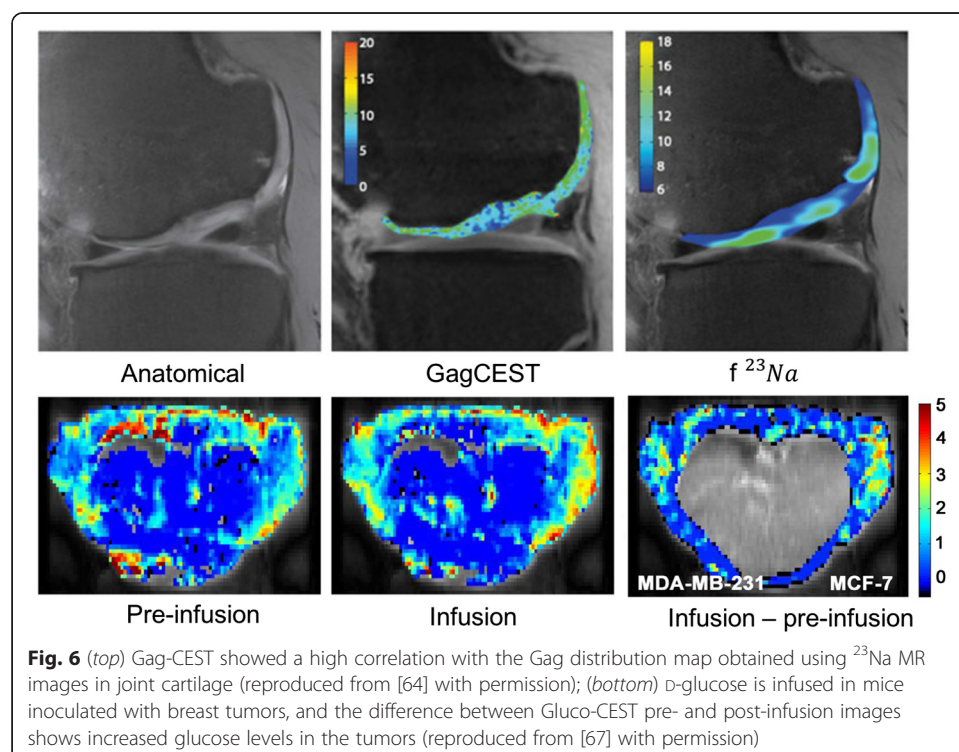 20
15
10
5
0
18
16
14
12
10
8
6
Anatomical
GagCEST
f ²³Na
5
4
3
2
1
0
MDA-MB-231
MCF-7
Pre-infusion
Infusion
Infusion – pre-infusion
Fig. 6 (top) Gag-CEST showed a high correlation with the Gag distribution map obtained using ²³Na MR
images in joint cartilage (reproduced from [64] with permission); (bottom) D-glucose is infused in mice
inoculated with breast tumors, and the difference between Gluco-CEST pre- and post-infusion images
shows increased glucose levels in the tumors (reproduced from [67] with permission)